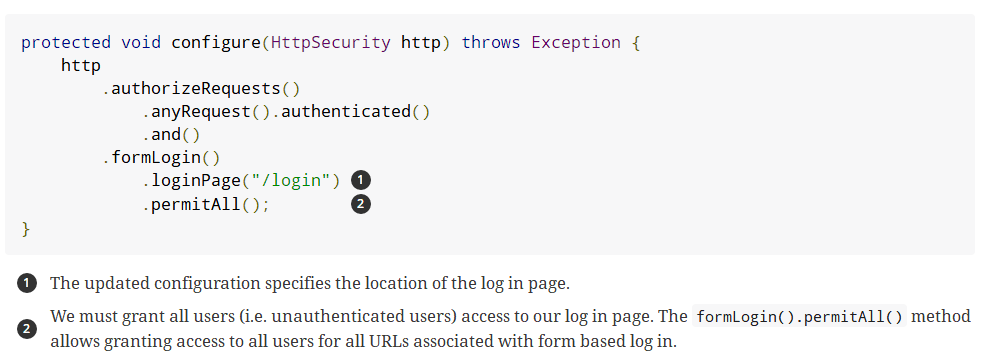 protected void configure(HttpSecurity http) throws Exception {
http
.authorizeRequests()
.anyRequest().authenticated()
.and()
.formLogin()
.loginPage("/login") 1
.permitAll(); 2
}
1 The updated configuration specifies the location of the log in page.
We must grant all users (i.e. unauthenticated users) access to our log in page. The formLogin().permitAll() method
2 allows granting access to all users for all URLs associated with form based log in.